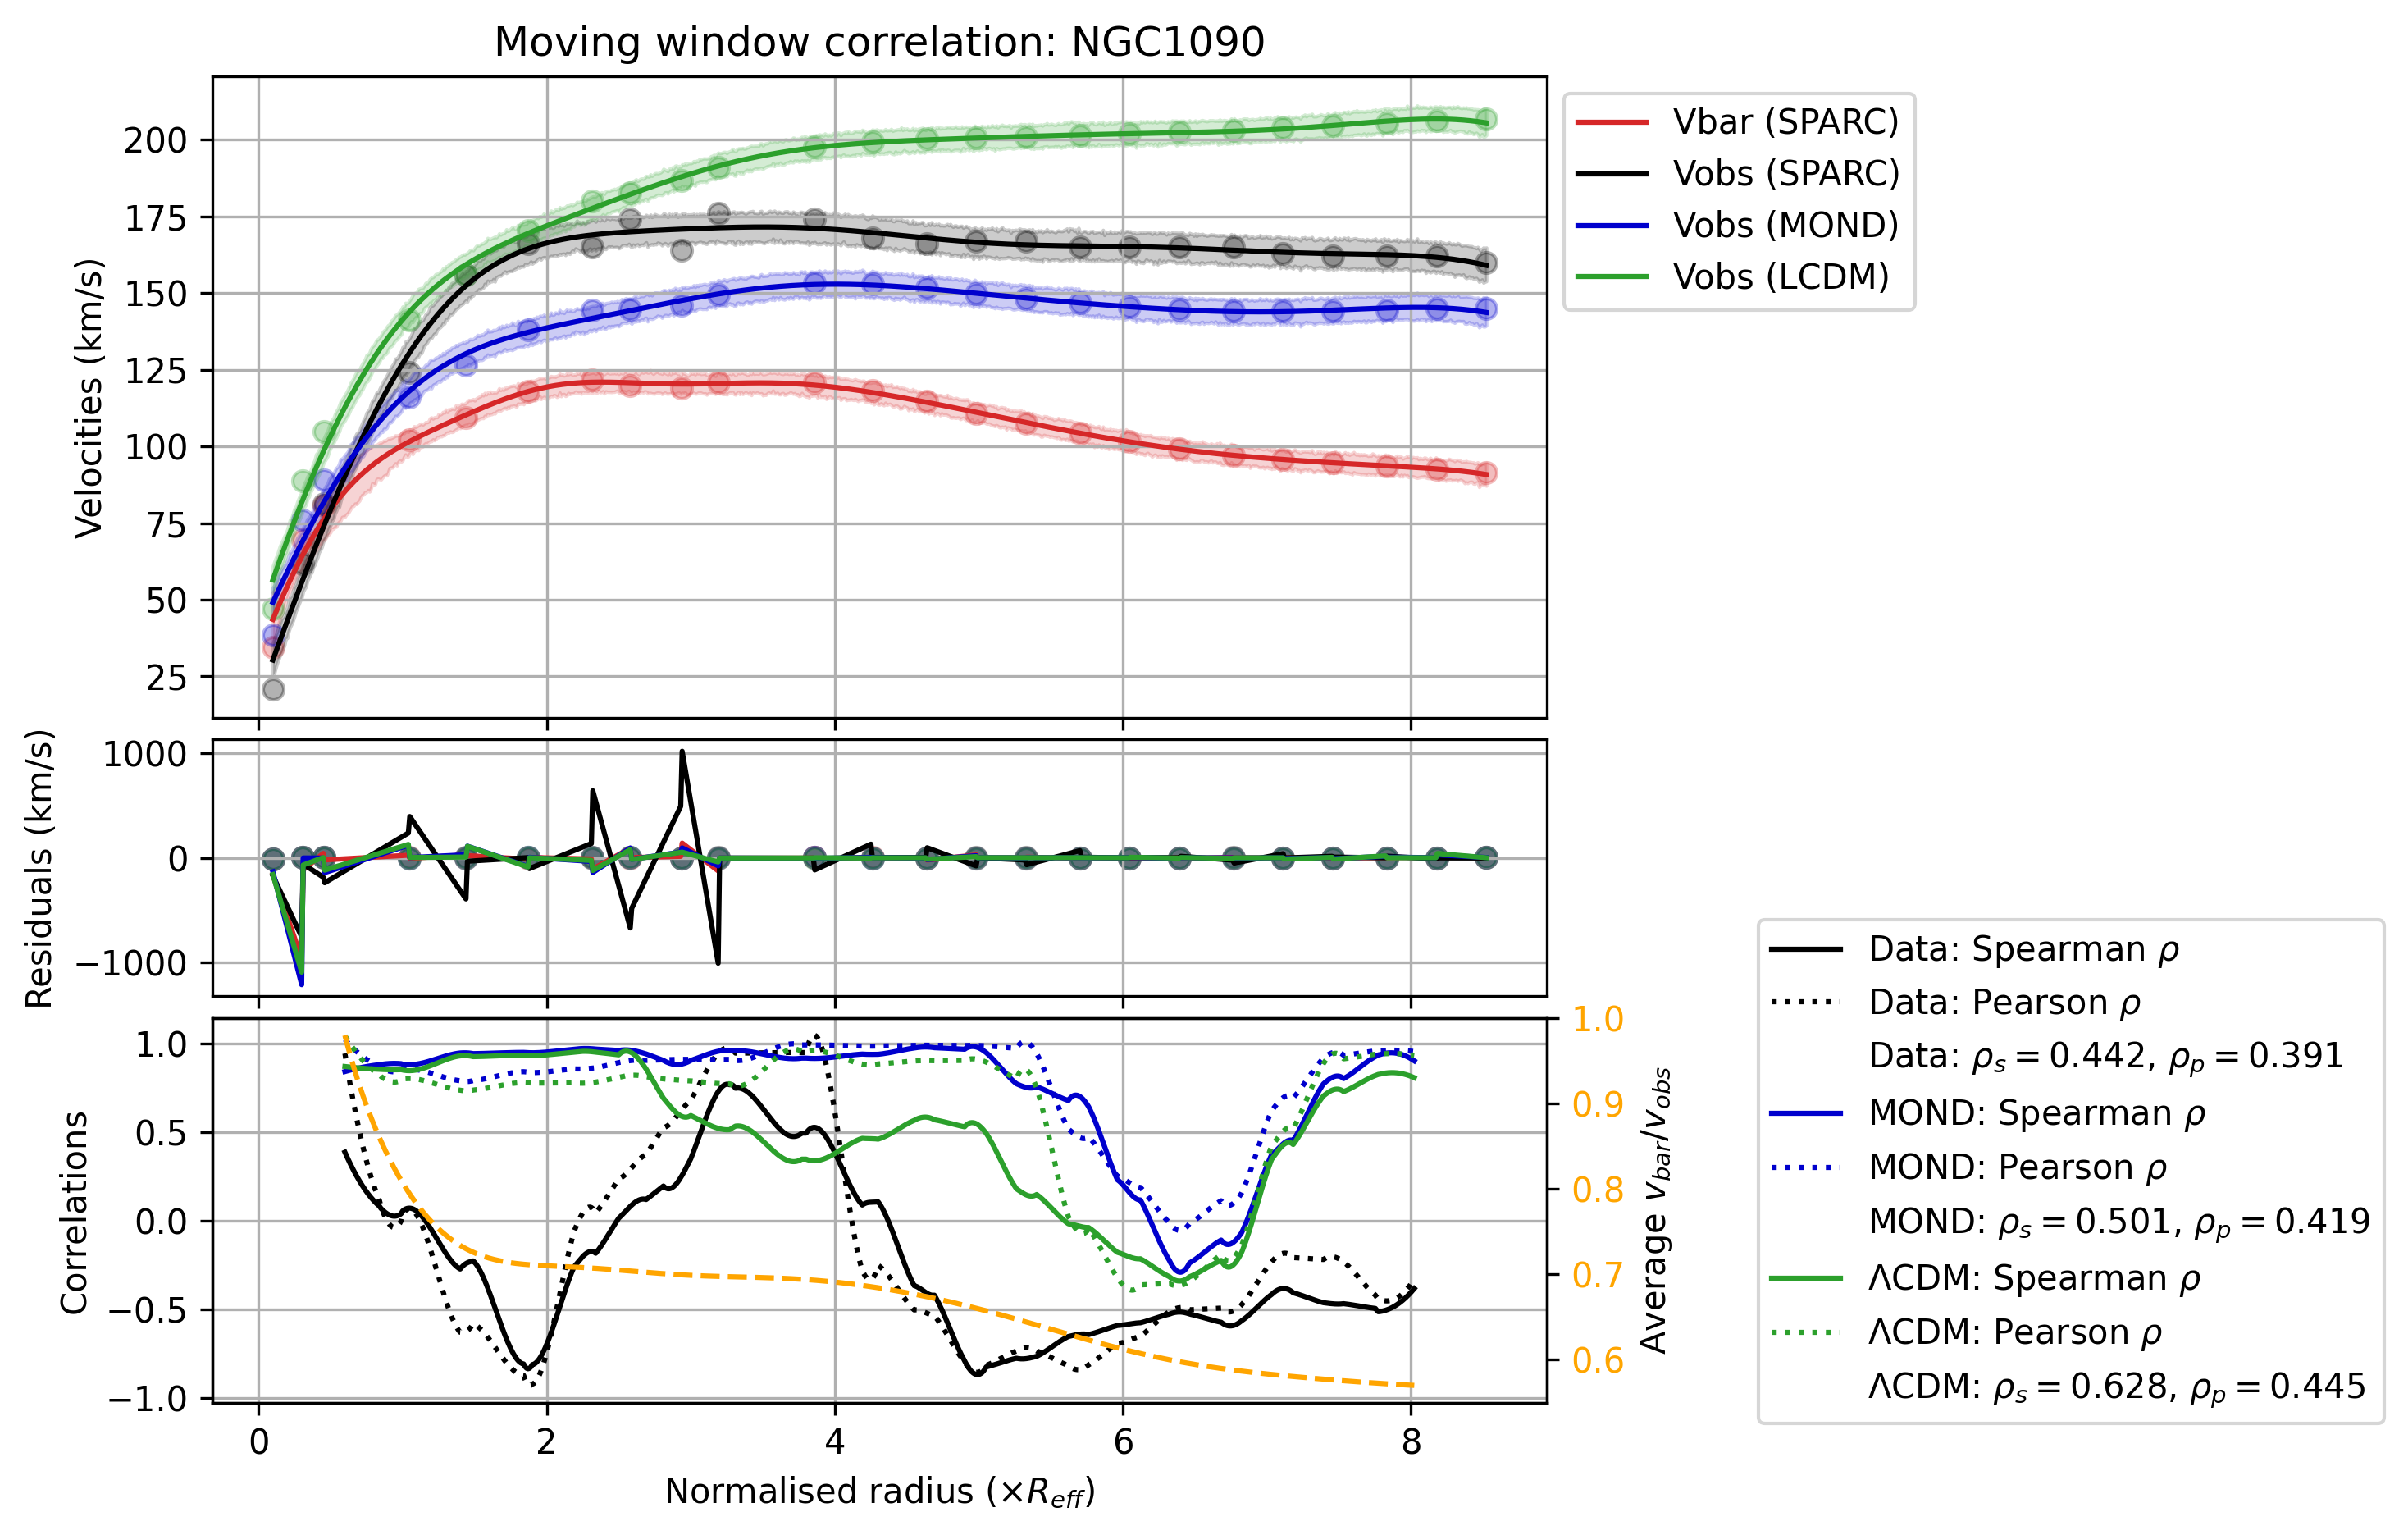 Moving window correlation: NGC1090
200
175
150
125
100
75
50
25
Velocities (km/s)
Vbar (SPARC)
Vobs (SPARC)
Vobs (MOND)
Vobs (LCDM)
1000
0
−1000
Residuals (km/s)
1.0
0.5
0.0
−0.5
−1.0
Correlations
1.0
0.9
0.8
0.7
0.6
Average v_bar/v_obs
0 2 4 6 8
Normalised radius (×R_eff)
Data: Spearman ρ
Data: Pearson ρ
Data: ρ_s = 0.442, ρ_p = 0.391
MOND: Spearman ρ
MOND: Pearson ρ
MOND: ρ_s = 0.501, ρ_p = 0.419
ΛCDM: Spearman ρ
ΛCDM: Pearson ρ
ΛCDM: ρ_s = 0.628, ρ_p = 0.445